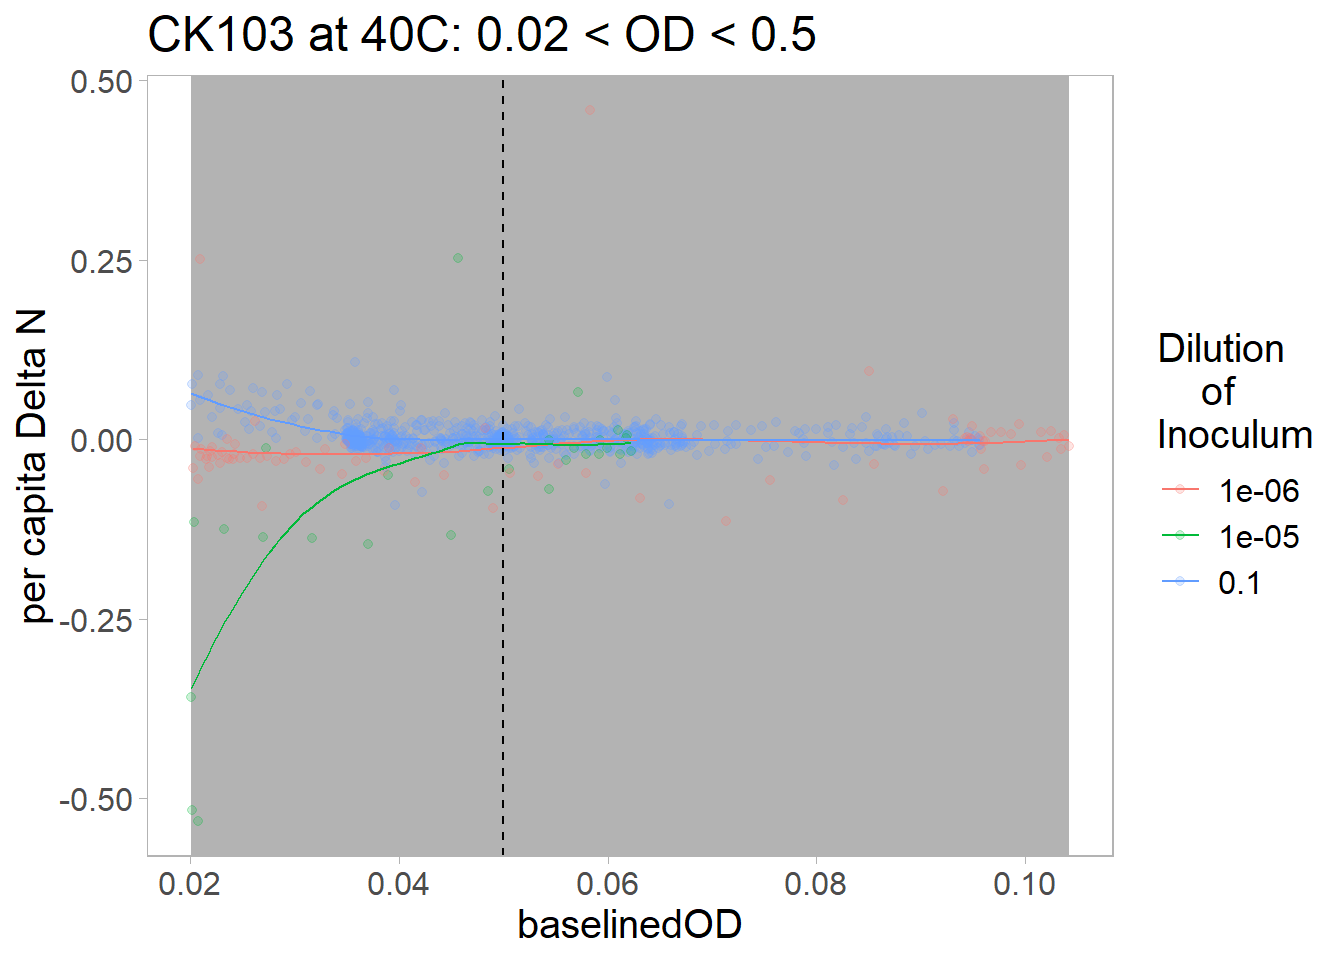 CK103 at 40C: 0.02 < OD < 0.5
0.50
0.25
0.00
-0.25
-0.50
per capita Delta N
0.02 0.04 0.06 0.08 0.10
baselinedOD
Dilution
of
Inoculum
1e-06
1e-05
0.1